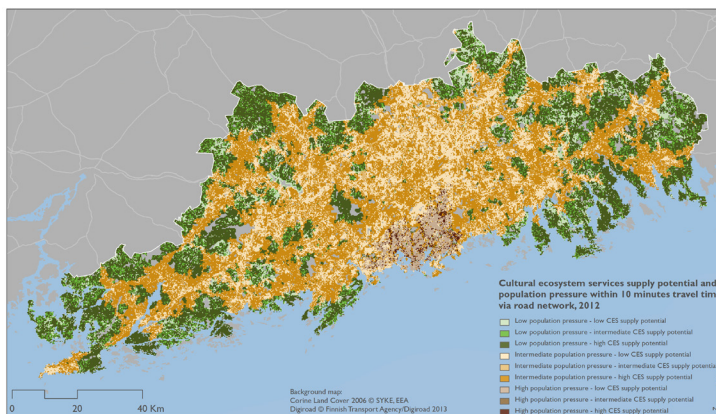 Cultural ecosystem services supply potential and
population pressure within 10 minutes travel tim
via road network, 2012
Low population pressure - low CES supply potential
Low population pressure - intermediate CES supply potential
Low population pressure - high CES supply potential
Intermediate population pressure - low CES supply potential
Intermediate population pressure - intermediate CES supply potential
Intermediate population pressure - high CES supply potential
High population pressure - low CES supply potential
High population pressure - intermediate CES supply potential
High population pressure - high CES supply potential
0 20 40 Km
Background map:
Corine Land Cover 2006 © SYKE, EEA
Digiroad © Finnish Transport Agency/Digiroad 2013